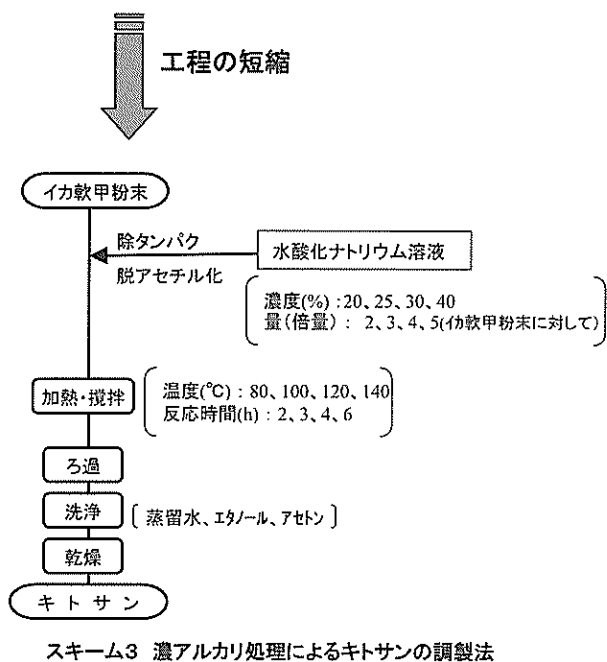 工程の短縮
イカ軟甲粉末
除タンパク
水酸化ナトリウム溶液
脱アセチル化
濃度(%) :20、25、30、40
量(倍量) : 2、3、4、5(イカ軟甲粉末に対して)
加熱・撹拌
温度(℃) : 80、100、120、140
反応時間(h) : 2、3、4、6
ろ過
洗浄
蒸留水、エタノール、アセトン
乾燥
キトサン
スキーム3 濃アルカリ処理によるキトサンの調製法